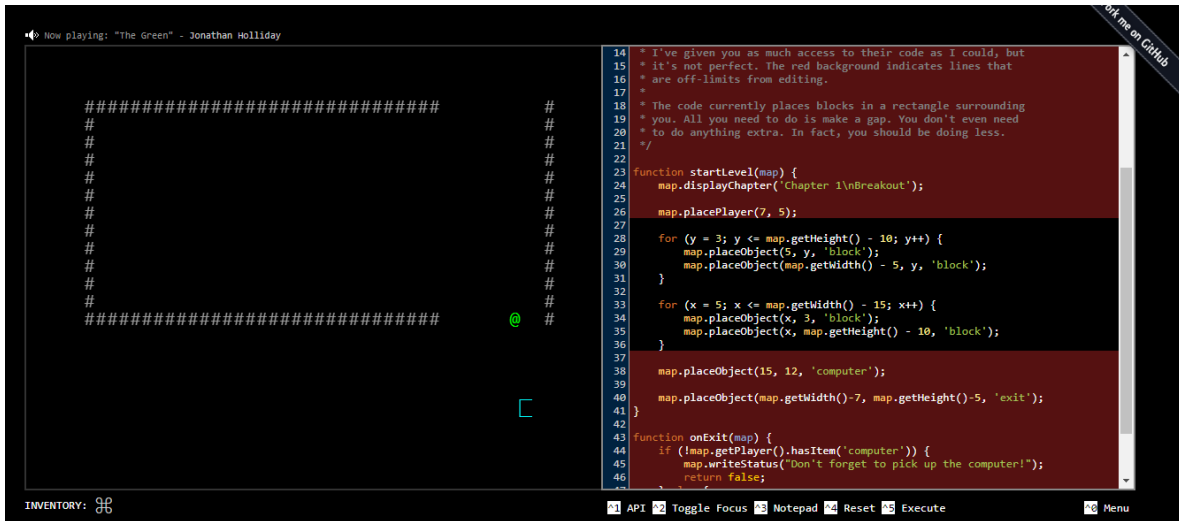 Fork me on GitHub
Now playing: "The Green" - Jonathan Holliday
###############################          #
#                                        #
#                                        #
#                                        #
#                                        #
#                                        #
#                                        #
#                                        #
#                                        #
#                                        #
#                                        #
#                                        #
###############################      @   #
14 * I've given you as much access to their code as I could, but
15 * it's not perfect. The red background indicates lines that
16 * are off-limits from editing.
17 *
18 * The code currently places blocks in a rectangle surrounding
19 * you. All you need to do is make a gap. You don't even need
20 * to do anything extra. In fact, you should be doing less.
21 */
22
23 function startLevel(map) {
24     map.displayChapter('Chapter 1\nBreakout');
25
26     map.placePlayer(7, 5);
27
28     for (y = 3; y <= map.getHeight() - 10; y++) {
29         map.placeObject(5, y, 'block');
30         map.placeObject(map.getWidth() - 5, y, 'block');
31     }
32
33     for (x = 5; x <= map.getWidth() - 15; x++) {
34         map.placeObject(x, 3, 'block');
35         map.placeObject(x, map.getHeight() - 10, 'block');
36     }
37
38     map.placeObject(15, 12, 'computer');
39
40     map.placeObject(map.getWidth()-7, map.getHeight()-5, 'exit');
41 }
42
43 function onExit(map) {
44     if (!map.getPlayer().hasItem('computer')) {
45         map.writeStatus("Don't forget to pick up the computer!");
46         return false;
INVENTORY: ⌘
^1 API ^2 Toggle Focus ^3 Notepad ^4 Reset ^5 Execute ^0 Menu